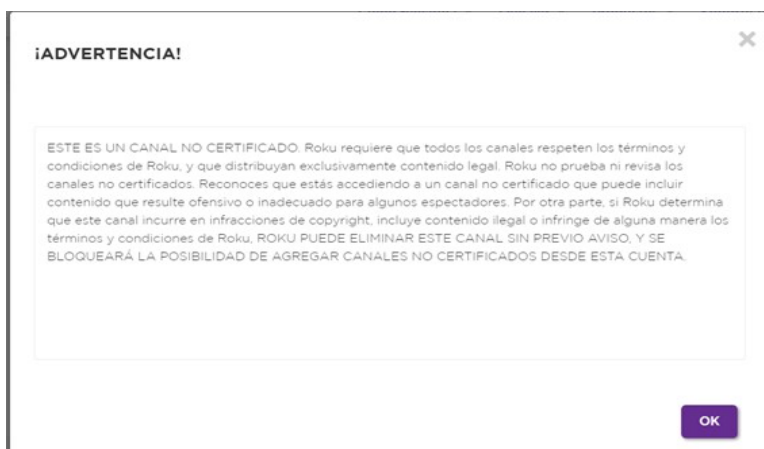 ¡ADVERTENCIA!
ESTE ES UN CANAL NO CERTIFICADO. Roku requiere que todos los canales respeten los términos y
condiciones de Roku, y que distribuyan exclusivamente contenido legal. Roku no prueba ni revisa los
canales no certificados. Reconoces que estás accediendo a un canal no certificado que puede incluir
contenido que resulte ofensivo o inadecuado para algunos espectadores. Por otra parte, si Roku determina
que este canal incurre en infracciones de copyright, incluye contenido ilegal o infringe de alguna manera los
términos y condiciones de Roku, ROKU PUEDE ELIMINAR ESTE CANAL SIN PREVIO AVISO, Y SE
BLOQUEARÁ LA POSIBILIDAD DE AGREGAR CANALES NO CERTIFICADOS DESDE ESTA CUENTA.
OK